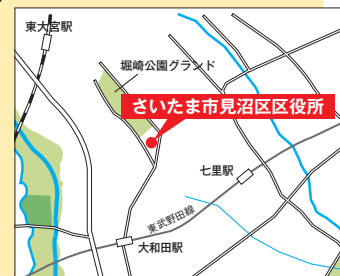 東大宮駅
堀崎公園グランド
さいたま市見沼区区役所
七里駅
東武野田線
大和田駅